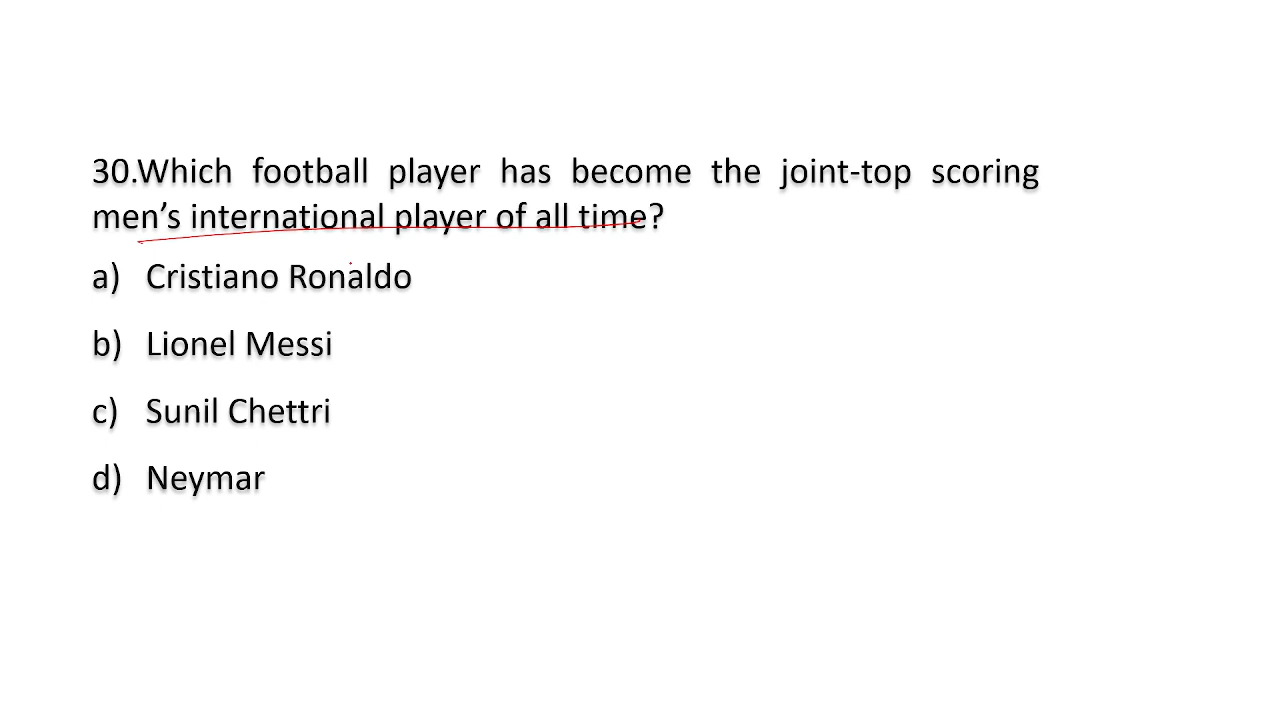 30.Which football player has become the joint-top scoring
men’s international player of all time?
a) Cristiano Ronaldo
b) Lionel Messi
c) Sunil Chettri
d) Neymar